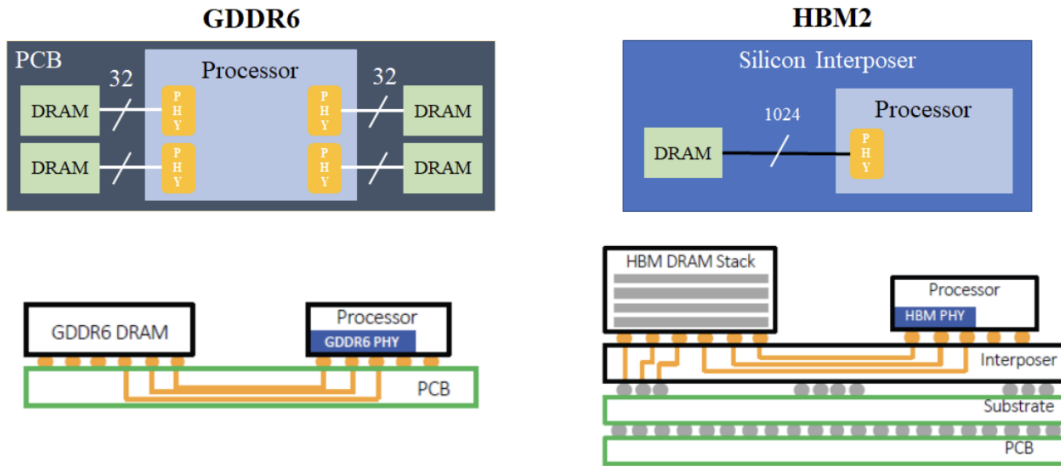 GDDR6
PCB
Processor
32
32
DRAM
PHY
PHY
DRAM
DRAM
PHY
PHY
DRAM
HBM2
Silicon Interposer
Processor
1024
DRAM
PHY
GDDR6 DRAM
Processor
GDDR6 PHY
PCB
HBM DRAM Stack
Processor
HBM PHY
Interposer
Substrate
PCB